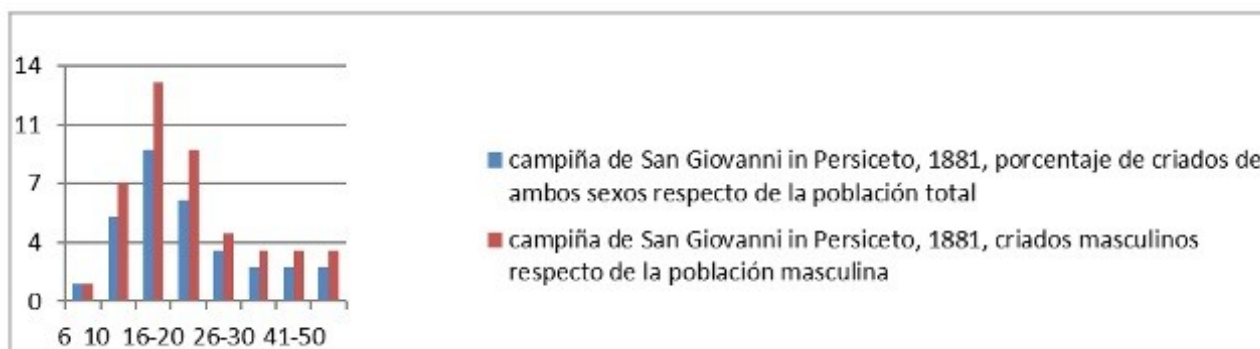 14
11
7
4
0
6 10 16-20 26-30 41-50
campiña de San Giovanni in Persiceto, 1881, porcentaje de criados de
ambos sexos respecto de la población total
campiña de San Giovanni in Persiceto, 1881, criados masculinos
respecto de la población masculina